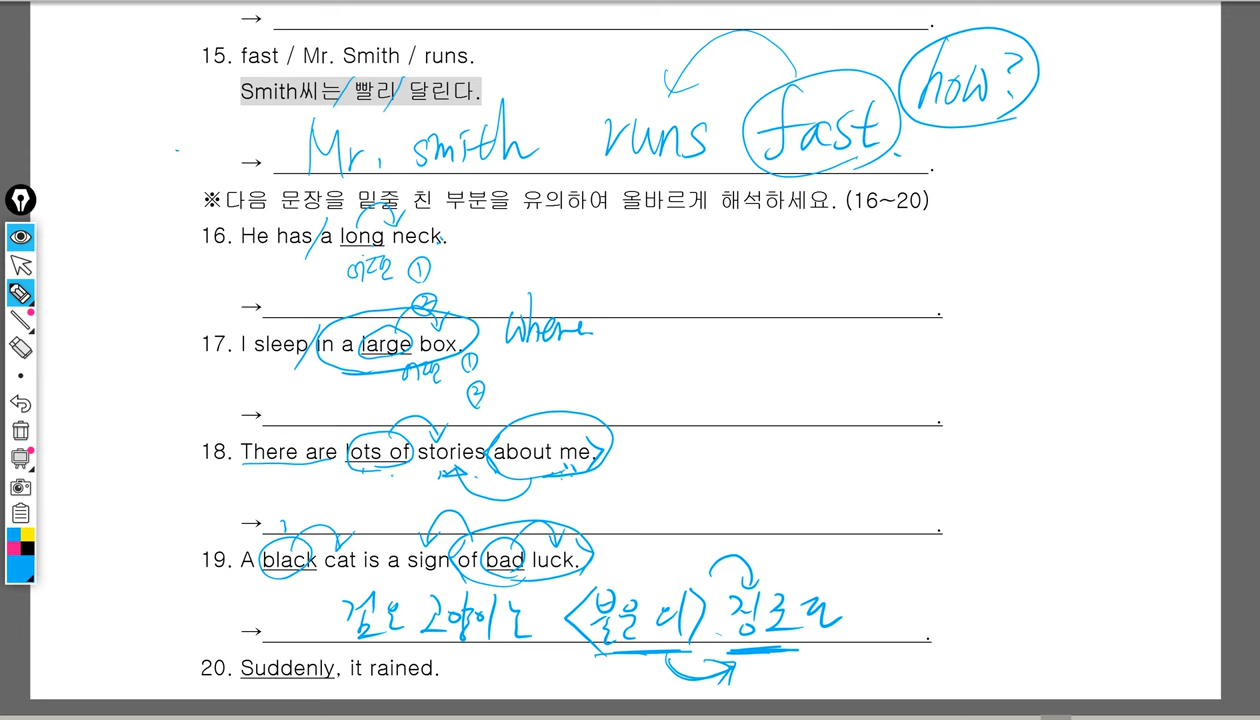 → .
15. fast / Mr. Smith / runs. how?
Smith씨는 / 빨리 / 달린다.
→ Mr. smith runs fast.
※다음 문장을 밑줄 친 부분을 유의하여 올바르게 해석하세요. (16~20)
16. He has / a long neck.
어떤 ①
②
→ .
17. I sleep / in a large box. where
어떤 ①
②
→ .
18. There are lots of stories <about me.>
→ .
19. A black cat is a sign <of bad luck.>
→ 검은 고양이는 <불운 의> .
20. Suddenly, it rained.